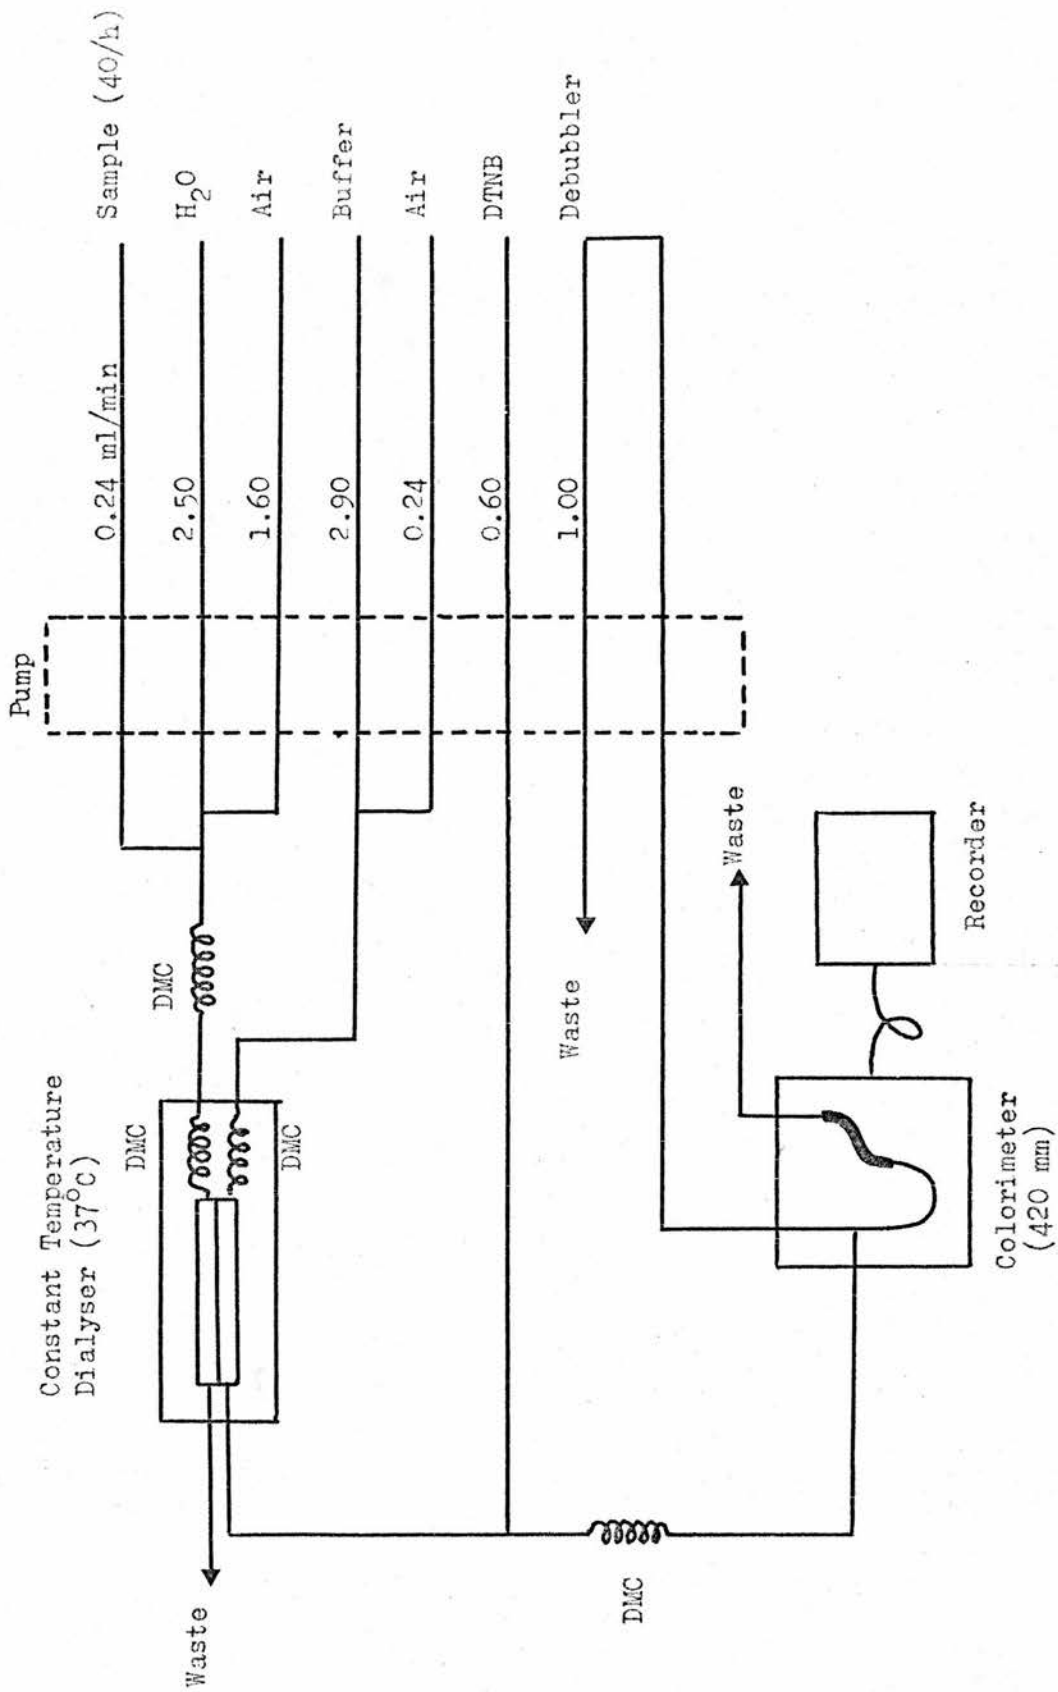 Pump
0.24 ml/min
Sample (40/h)
2.50
H2O
1.60
Air
2.90
Buffer
0.24
Air
0.60
DTNB
1.00
Debubbler
DMC
Constant Temperature
Dialyser (37°C)
DMC
DMC
Waste
Waste
Waste
DMC
Colorimeter
(420 mm)
Recorder